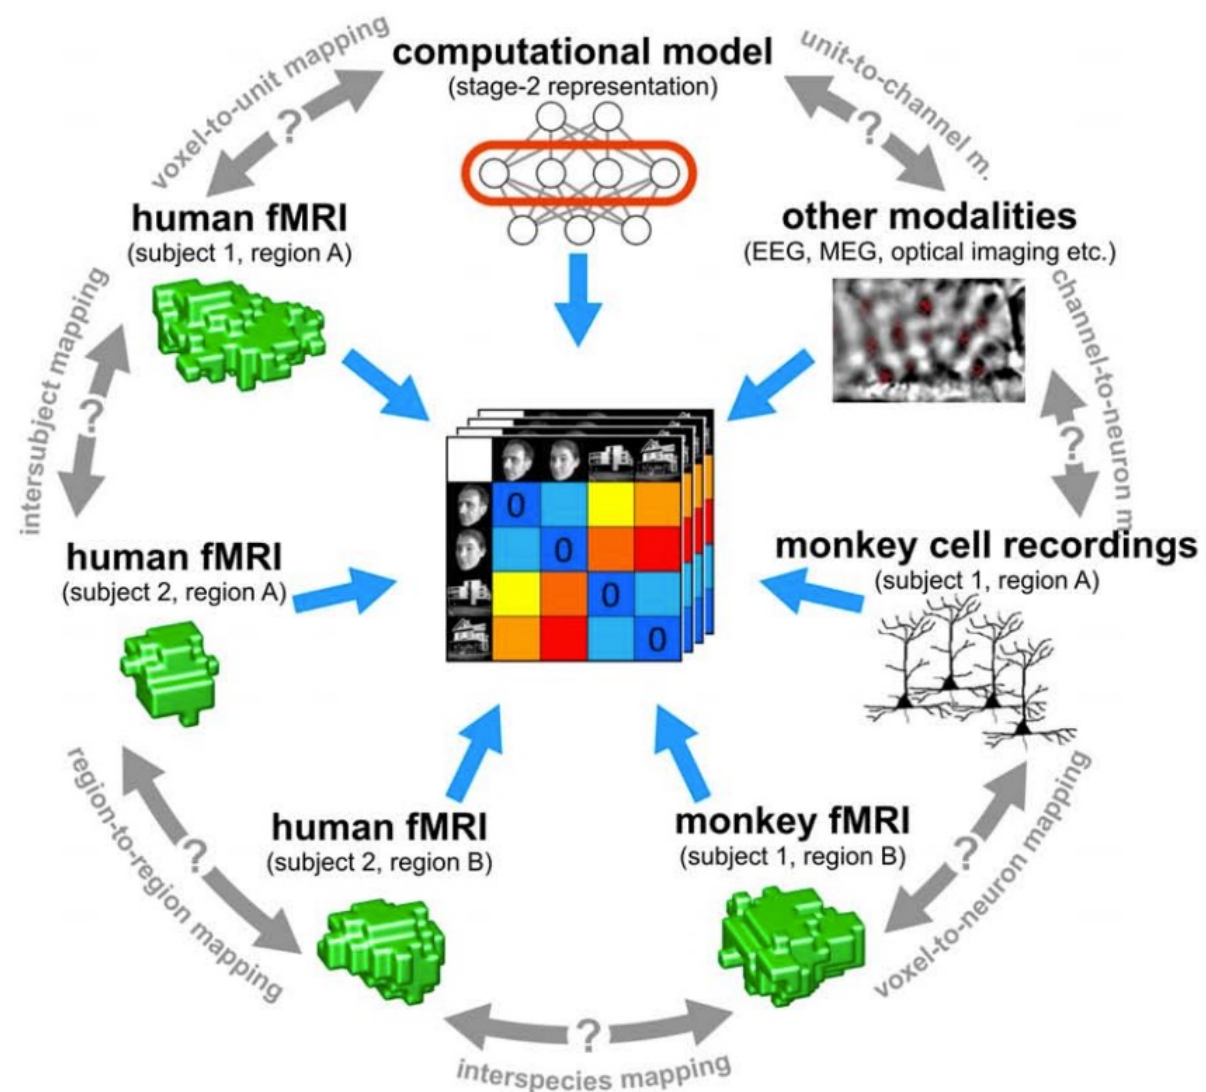 computational model
(stage-2 representation)
voxel-to-unit mapping
?
unit-to-channel m.
?
human fMRI
(subject 1, region A)
other modalities
(EEG, MEG, optical imaging etc.)
intersubject mapping
?
channel-to-neuron m
?
0
0
0
0
human fMRI
(subject 2, region A)
monkey cell recordings
(subject 1, region A)
region-to-region mapping
?
human fMRI
(subject 2, region B)
monkey fMRI
(subject 1, region B)
voxel-to-neuron mapping
?
?
interspecies mapping